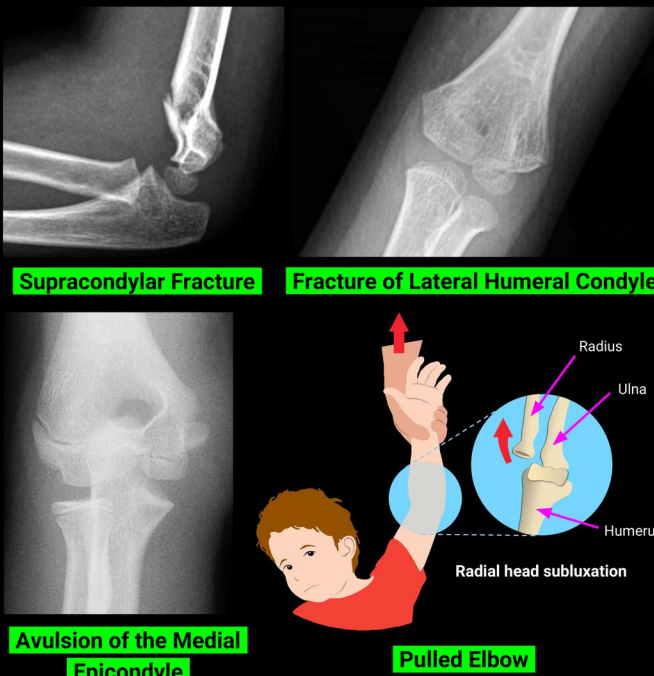 Supracondylar Fracture
Fracture of Lateral Humeral Condyle
Avulsion of the Medial
Epicondyle
Radius
Ulna
Humeru
Radial head subluxation
Pulled Elbow